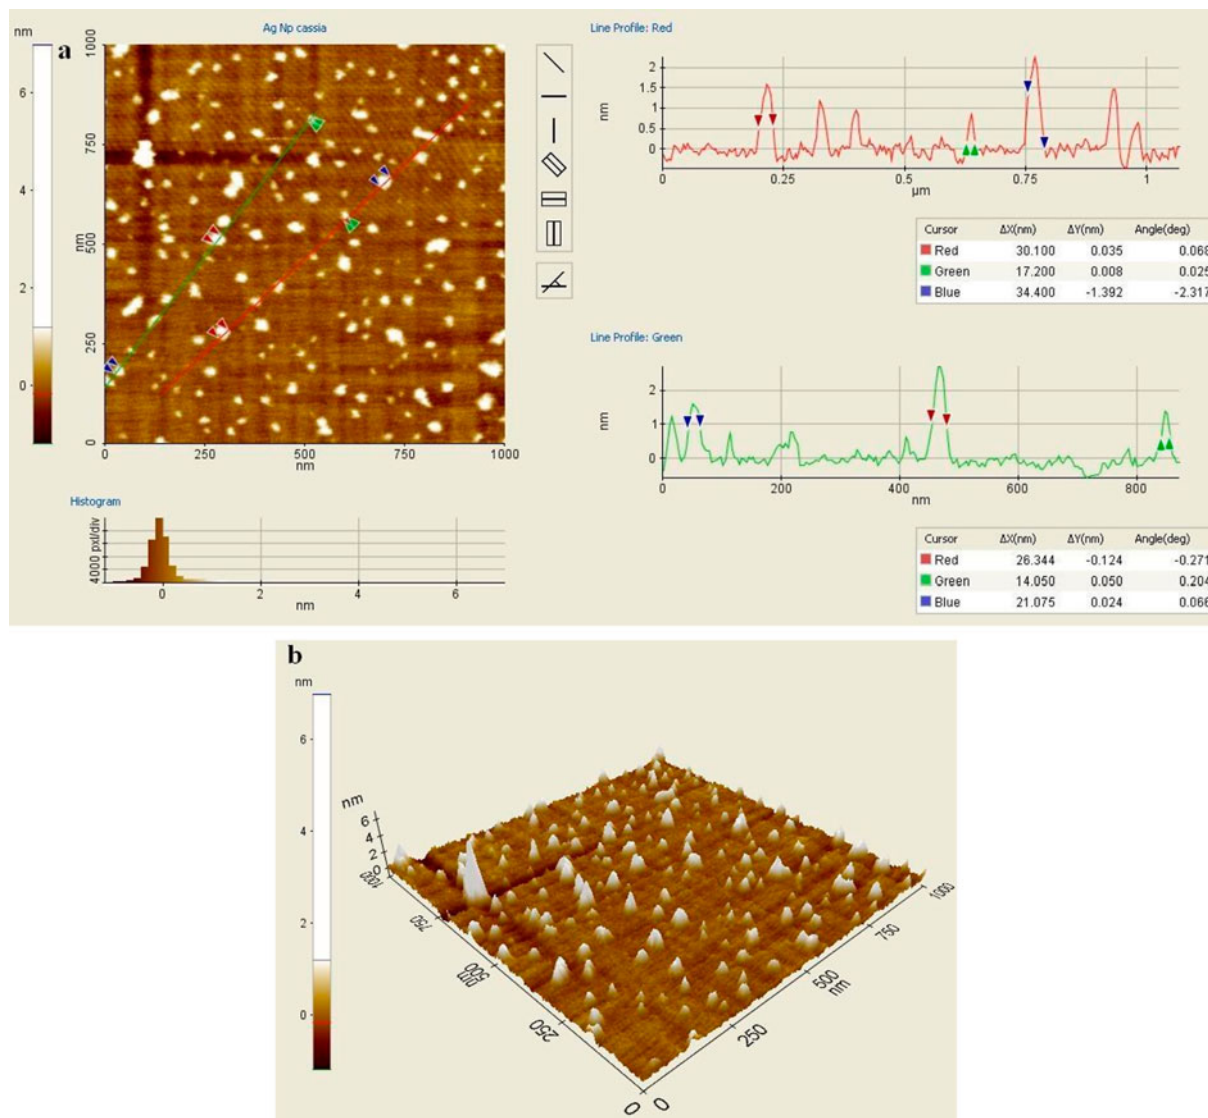 nm
a
Ag Np cassia
6
4
2
0
1000
750
500
250
0
nm
0
250
500
750
1000
nm
Histogram
4000 pxl/div
0
2
4
6
nm
Line Profile: Red
nm
2
1.5
1
0.5
0
0
0.25
0.5
0.75
1
µm
Cursor ΔX(nm) ΔY(nm) Angle(deg)
Red 30.100 0.035 0.068
Green 17.200 0.008 0.025
Blue 34.400 -1.392 -2.317
Line Profile: Green
nm
2
1
0
0
200
400
600
800
nm
Cursor ΔX(nm) ΔY(nm) Angle(deg)
Red 26.344 -0.124 -0.271
Green 14.050 0.050 0.204
Blue 21.075 0.024 0.066
b
nm
6
4
2
0
nm
6
4
2
0
1000
750
500
nm
250
0
0
250
500
nm
750
1000